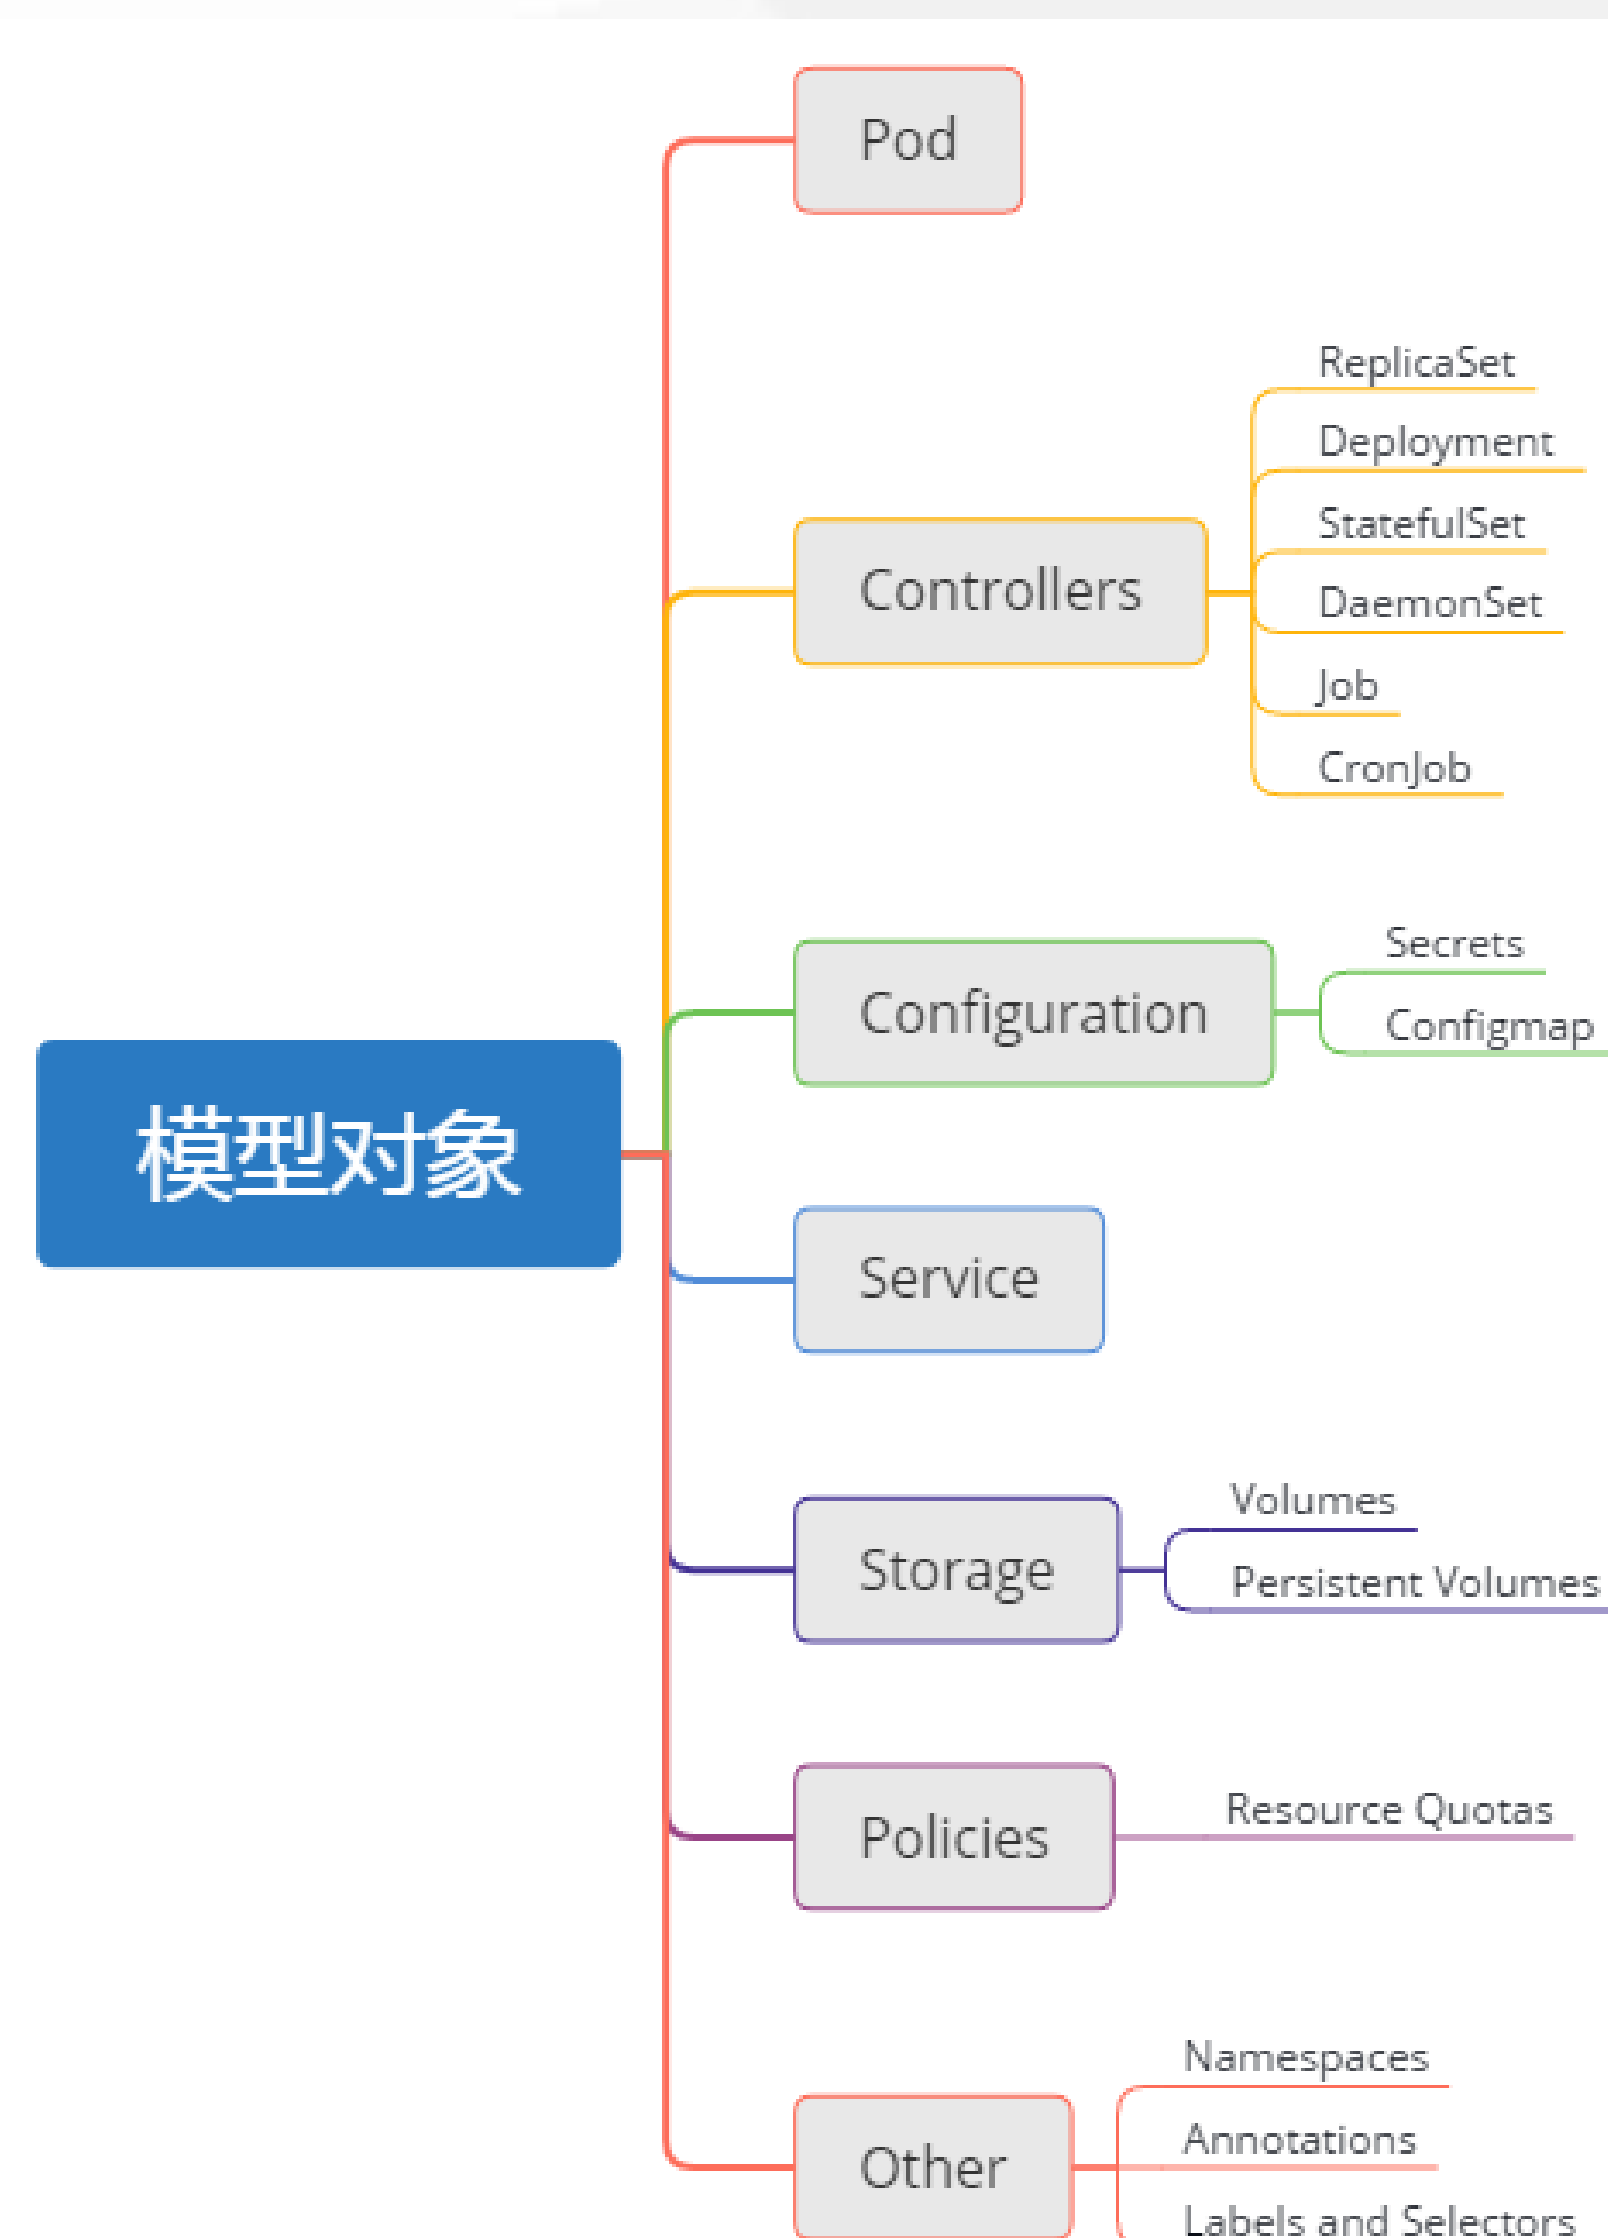 Pod
ReplicaSet
Deployment
StatefulSet
Controllers
DaemonSet
Job
CronJob
Secrets
Configuration
Configmap
模型对象
Service
Volumes
Storage
Persistent Volumes
Resource Quotas
Policies
Namespaces
Annotations
Other
Labels and Selectors